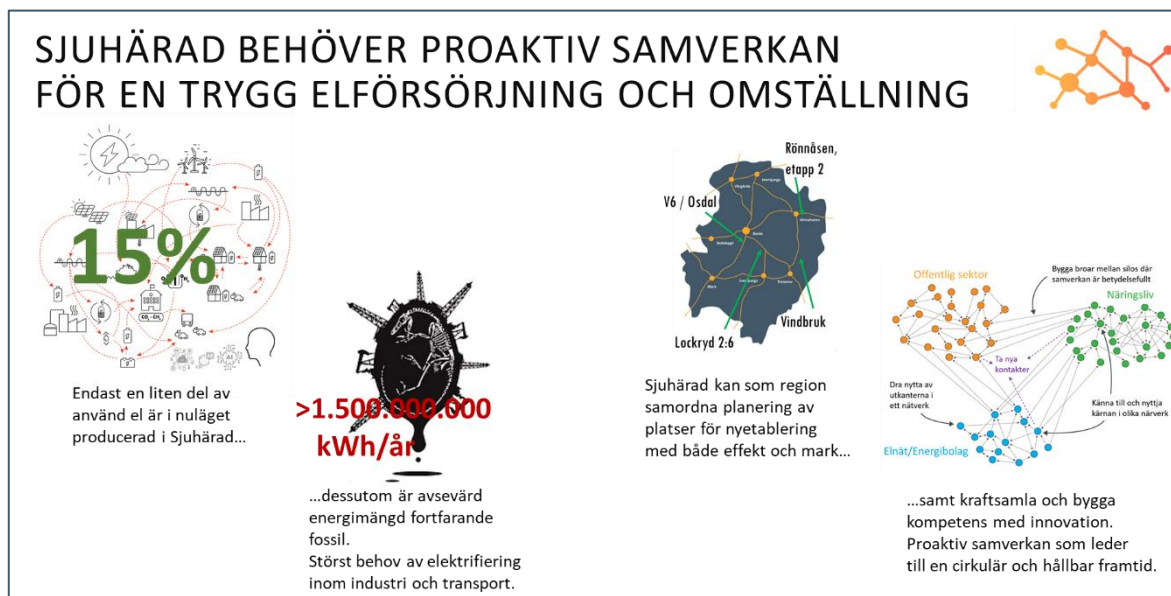 SJUHÄRAD BEHÖVER PROAKTIV SAMVERKAN
FÖR EN TRYGG ELFÖRSÖRJNING OCH OMSTÄLLNING
15%
CO₂ - CH₄
AI
Endast en liten del av
använd el är i nuläget
producerad i Sjuhärad...
>1.500.000.000
kWh/år
...dessutom är avsevärd
energimängd fortfarande
fossil.
Störst behov av elektrifiering
inom industri och transport.
Rönnåsen,
etapp 2
V6 / Osdal
Vindbruk
Lockryd 2:6
Sjuhärad kan som region
samordna planering av
platser för nyetablering
med både effekt och mark...
Offentlig sektor
Bygga broar mellan silos där
samverkan är betydelsefullt
Näringsliv
Ta nya
kontakter
Dra nytta av
utkanterna i
ett nätverk
Känna till och nyttja
kärnan i olika närverk
Elnät/Energibolag
...samt kraftsamla och bygga
kompetens med innovation.
Proaktiv samverkan som leder
till en cirkulär och hållbar framtid.